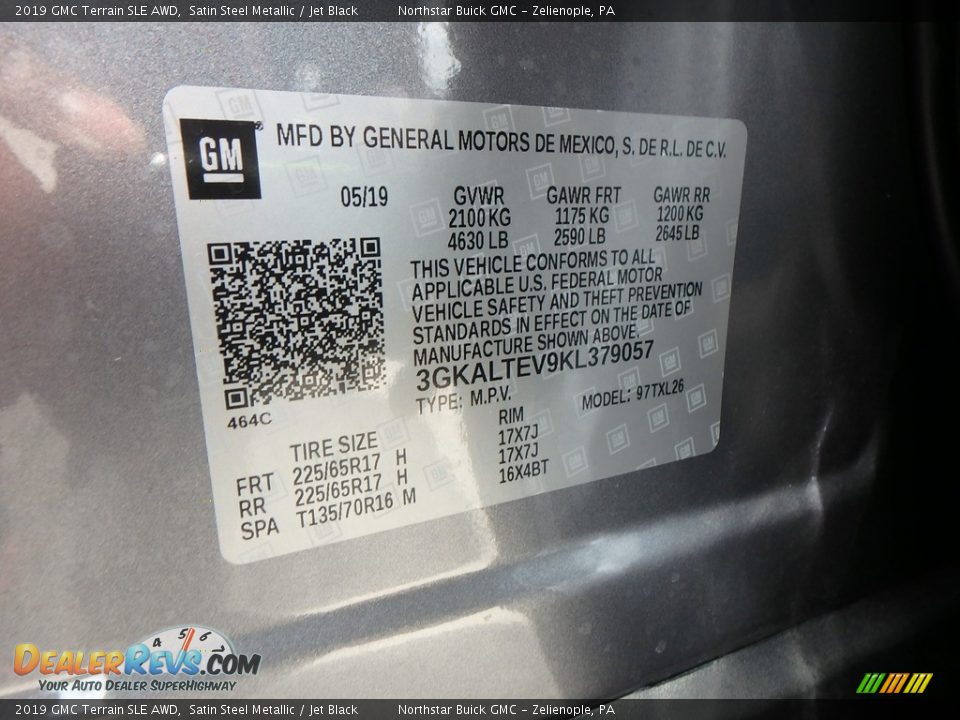 2019 GMC Terrain SLE AWD, Satin Steel Metallic / Jet Black Northstar Buick GMC - Zelienople, PA
GM
MFD BY GENERAL MOTORS DE MEXICO, S. DE R.L. DE C.V.
05/19 GVWR GAWR FRT GAWR RR
2100 KG 1175 KG 1200 KG
4630 LB 2590 LB 2645 LB
THIS VEHICLE CONFORMS TO ALL
APPLICABLE U.S. FEDERAL MOTOR
VEHICLE SAFETY AND THEFT PREVENTION
STANDARDS IN EFFECT ON THE DATE OF
MANUFACTURE SHOWN ABOVE.
3GKALTEV9KL379057
TYPE: M.P.V. MODEL: 97TXL26
464C
TIRE SIZE RIM
FRT 225/65R17 H 17X7J
RR 225/65R17 H 17X7J
SPA T135/70R16 M 16X4BT
4 5 6
DEALERREVS.COM
YOUR AUTO DEALER SUPERHIGHWAY
2019 GMC Terrain SLE AWD, Satin Steel Metallic / Jet Black Northstar Buick GMC - Zelienople, PA